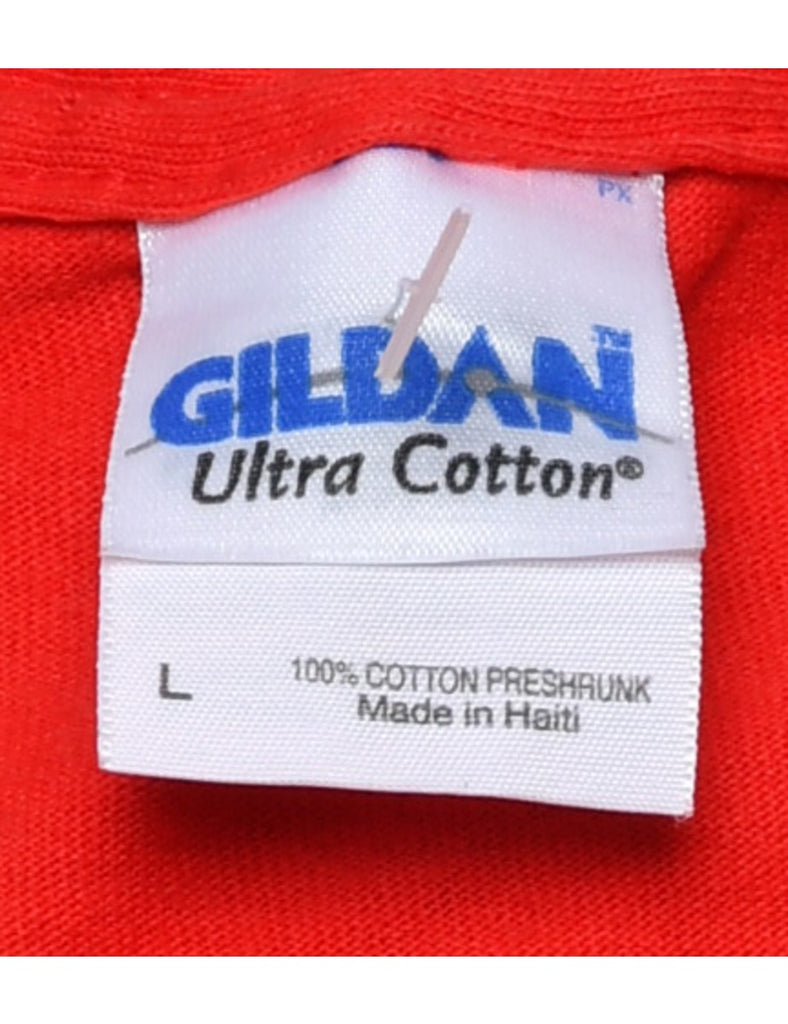 PX
GILDAN™
Ultra Cotton®
L 100% COTTON PRESHRUNK
Made in Haiti